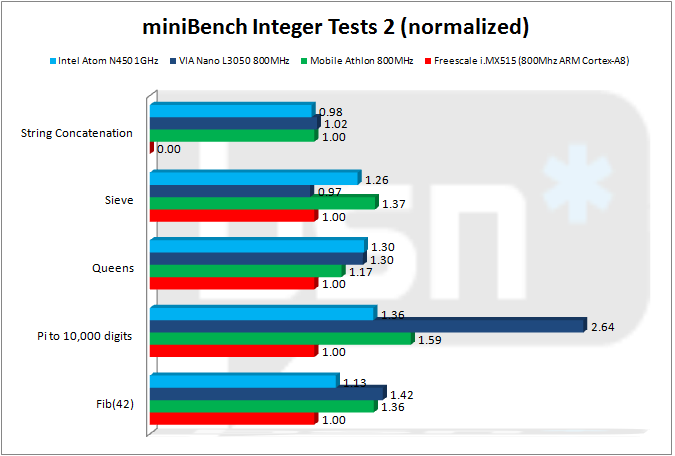 miniBench Integer Tests 2 (normalized)
Intel Atom N450 1GHz VIA Nano L3050 800MHz Mobile Athlon 800MHz Freescale i.MX515 (800Mhz ARM Cortex-A8)
String Concatenation
0.98
1.02
1.00
0.00
Sieve
1.26
0.97
1.37
1.00
Queens
1.30
1.30
1.17
1.00
Pi to 10,000 digits
1.36
2.64
1.59
1.00
Fib(42)
1.13
1.42
1.36
1.00
bsn*